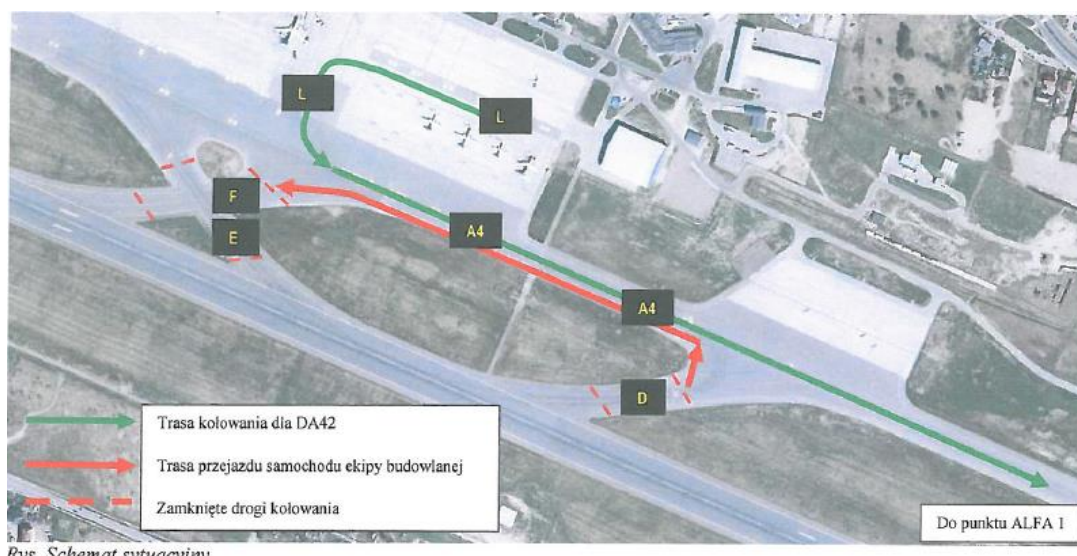 L
L
F
E
A4
A4
D
Trasa kołowania dla DA42
Trasa przejazdu samochodu ekipy budowlanej
Zamknięte drogi kołowania
Do punktu ALFA 1
Rys. Schemat sytuacyjny